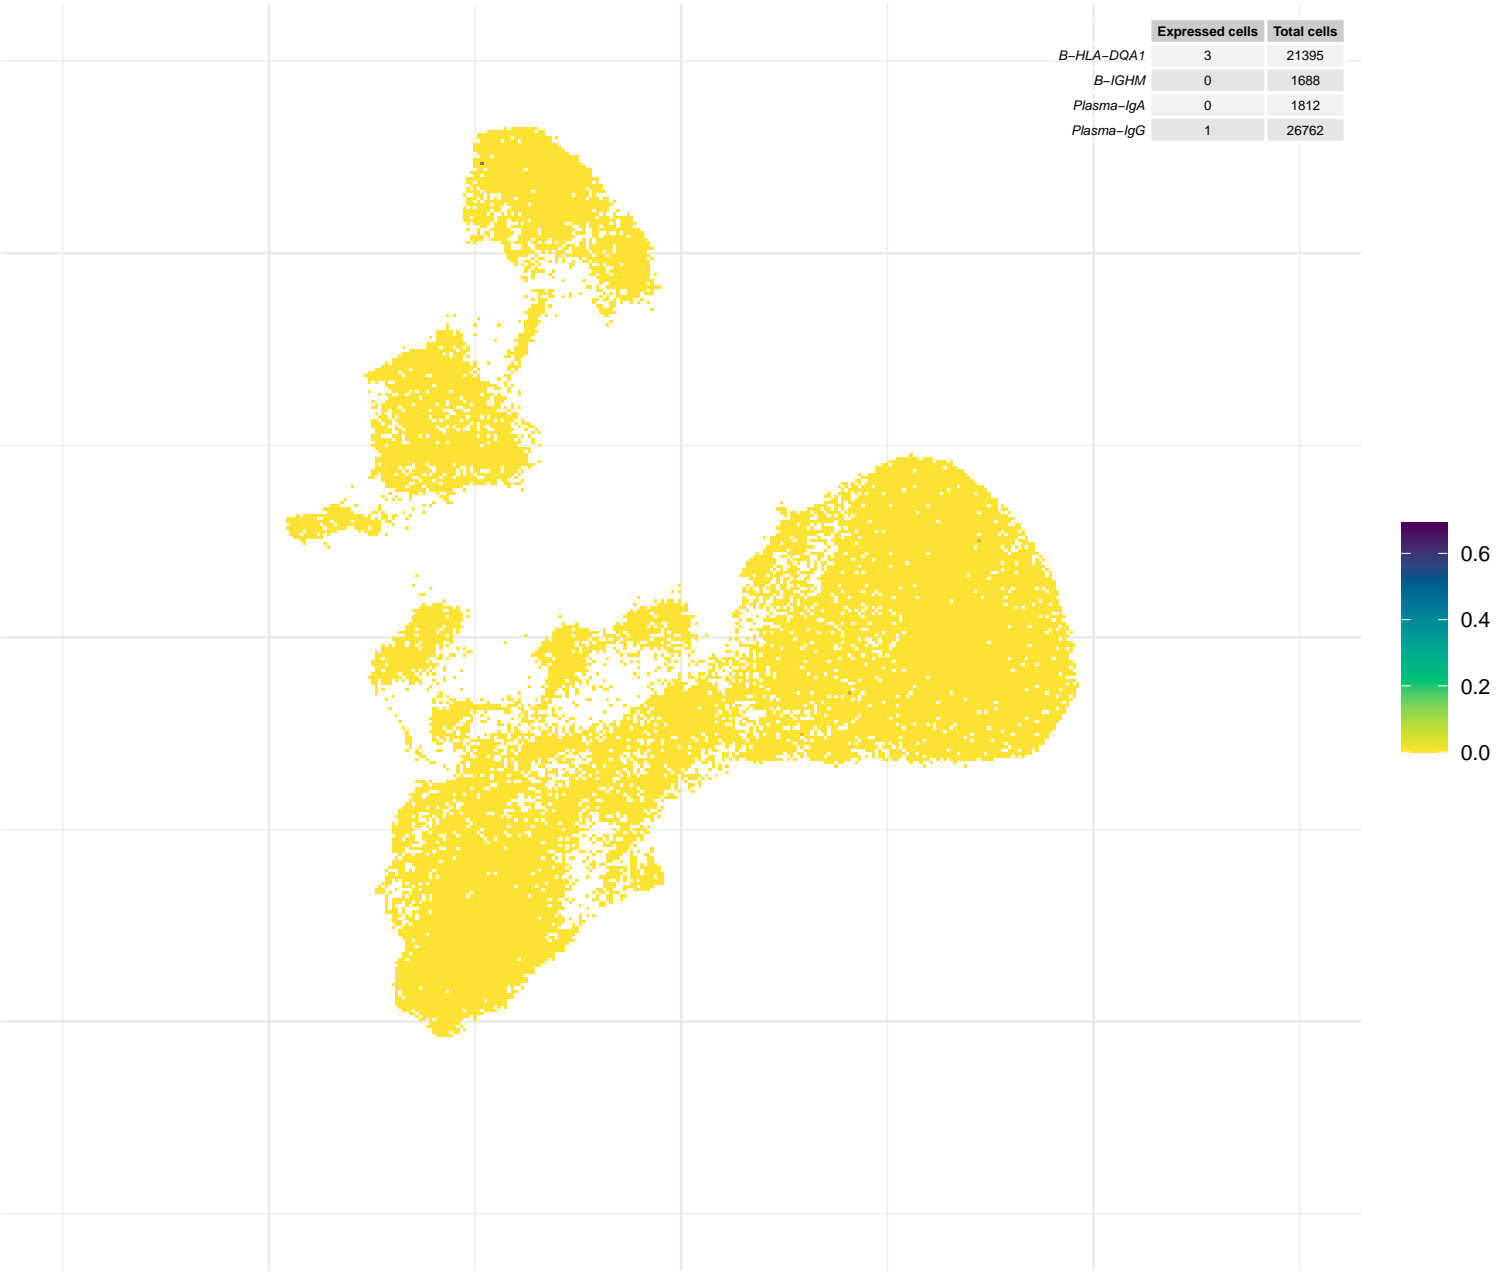 Expressed cells Total cells
B−HLA−DQA1 3 21395
B−IGHM 0 1688
Plasma−IgA 0 1812
Plasma−IgG 1 26762
0.6
0.4
0.2
0.0